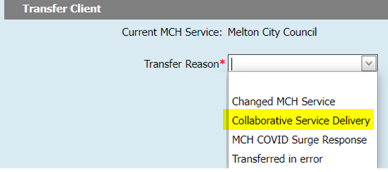 Transfer Client
Current MCH Service: Melton City Council
Transfer Reason*
Changed MCH Service
Collaborative Service Delivery
MCH COVID Surge Response
Transferred in error